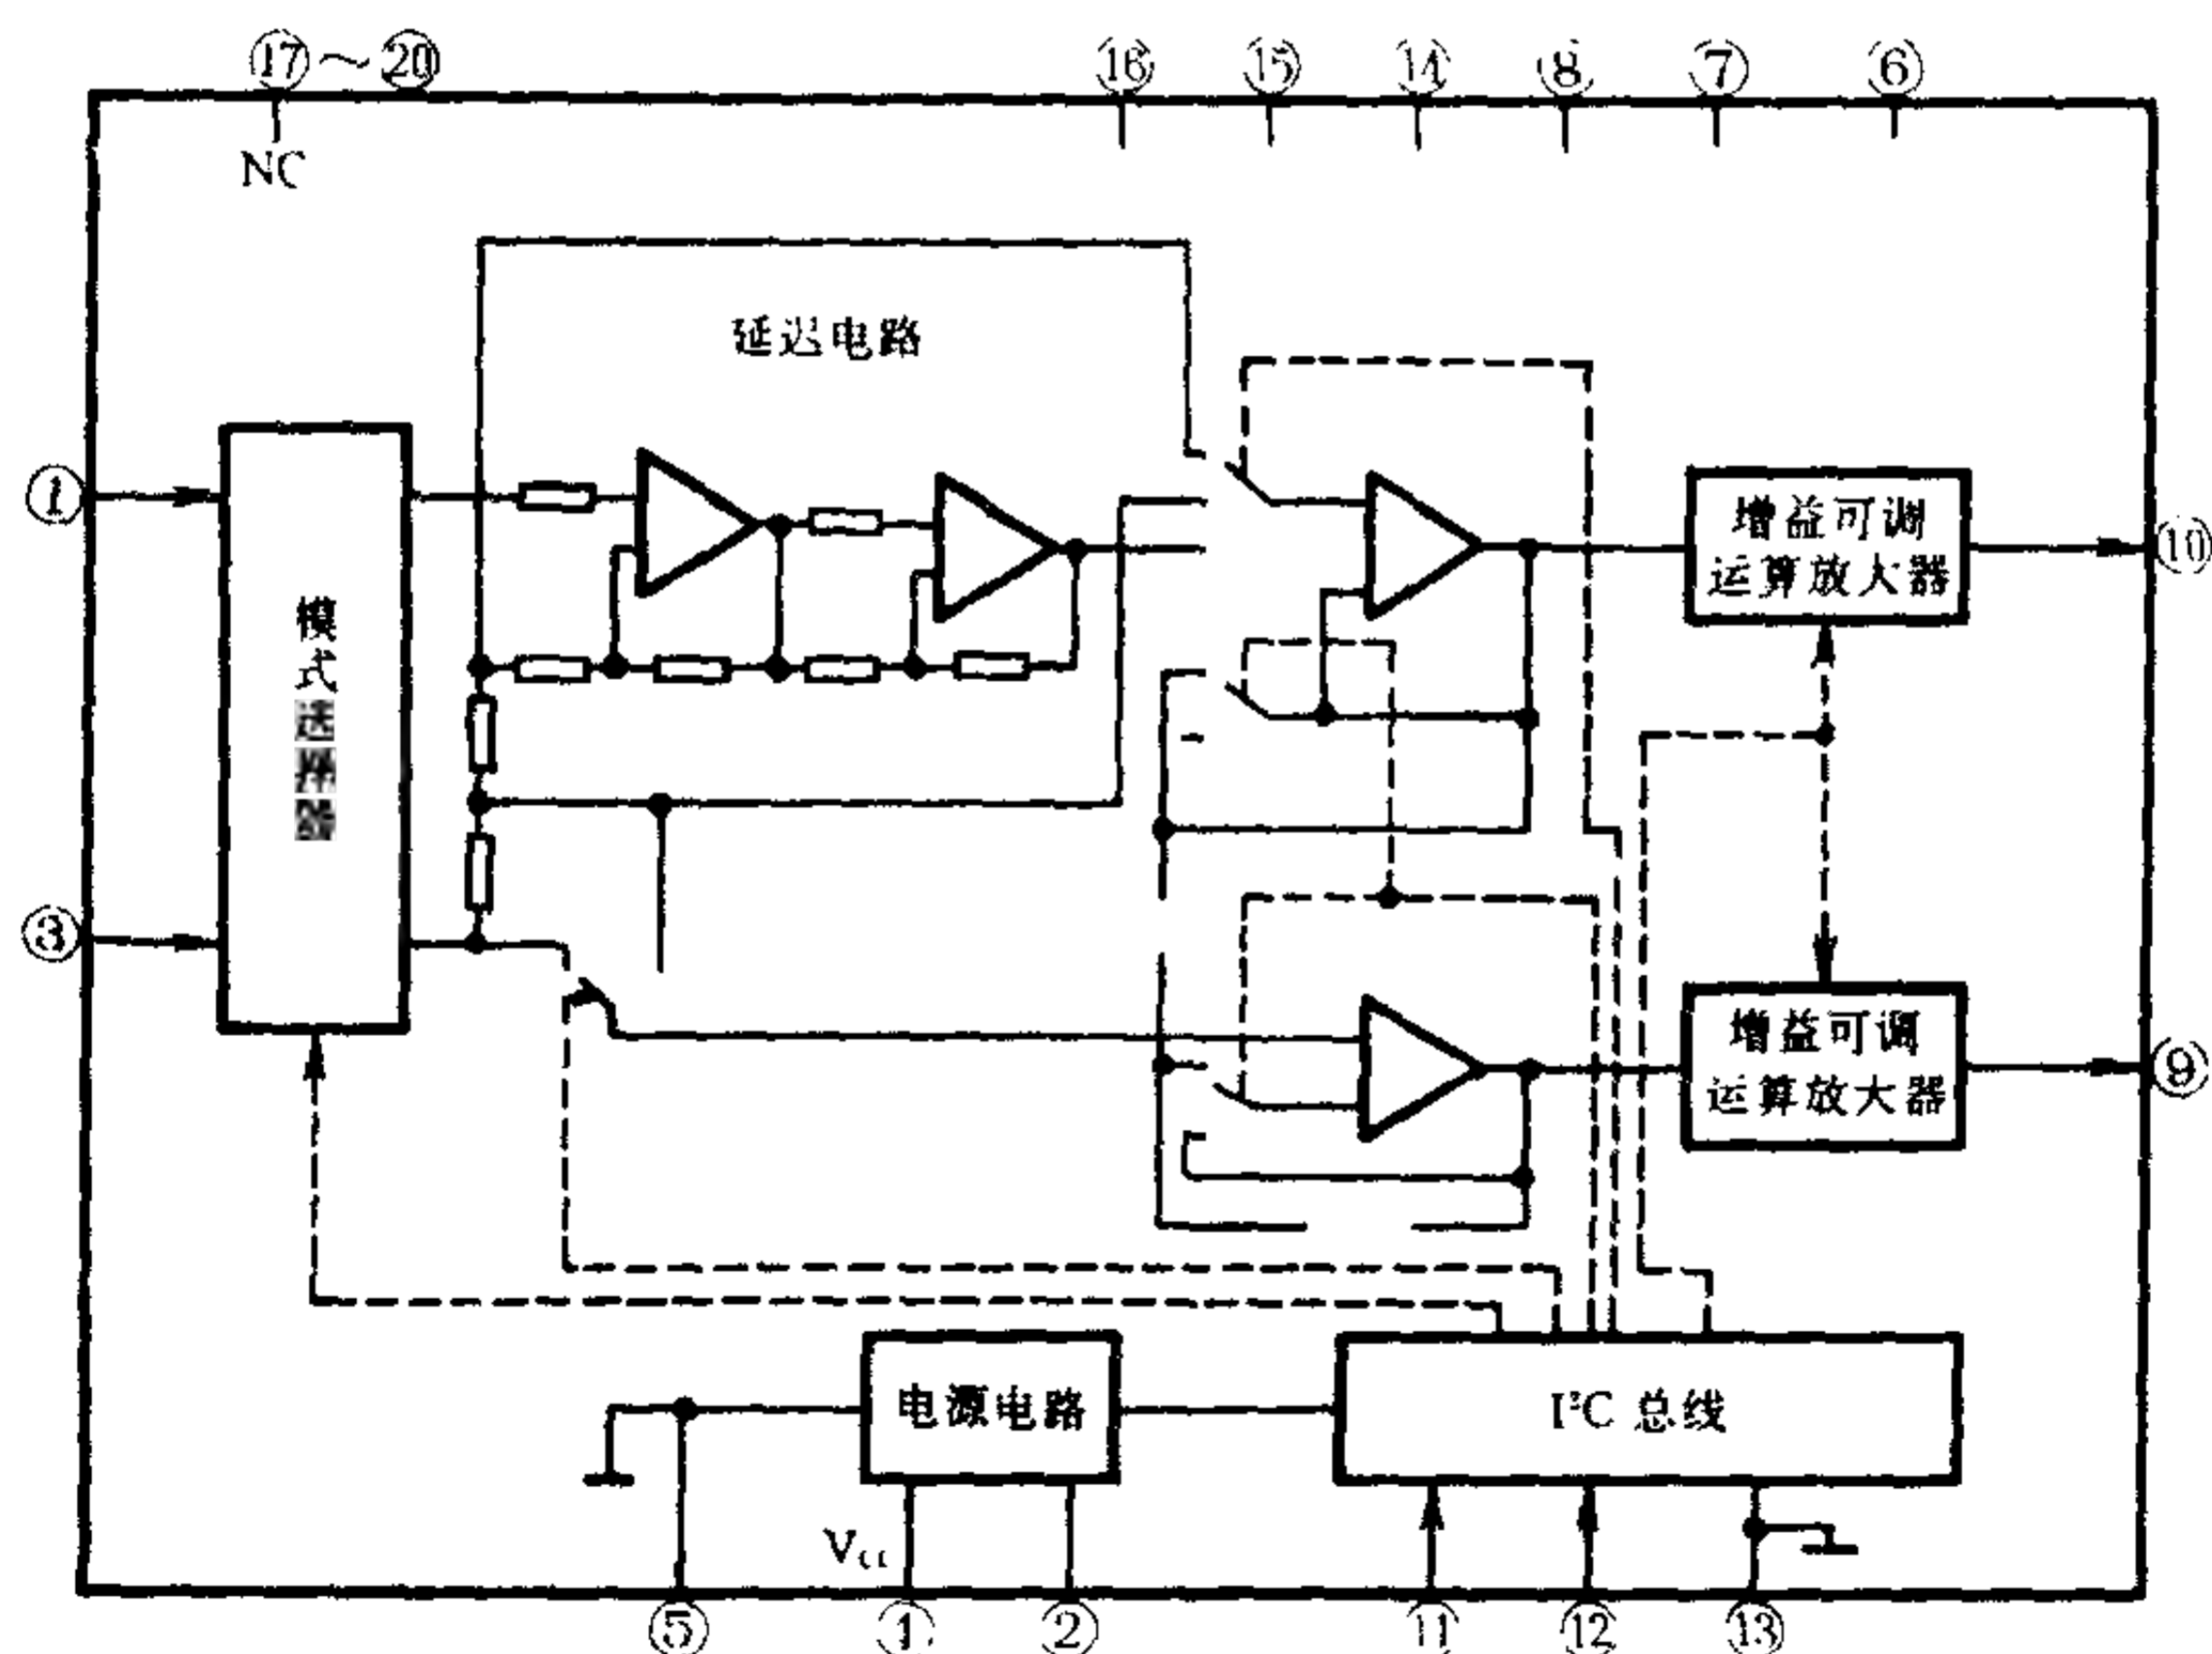 ⑰～⑳
⑯
⑮
⑭
⑧
⑦
⑥
NC
延迟电路
①
模式选择器
增益可调
运算放大器
⑩
③
增益可调
运算放大器
⑨
电源电路
I²C 总线
Vcc
⑤
②
⑪
⑫
⑬